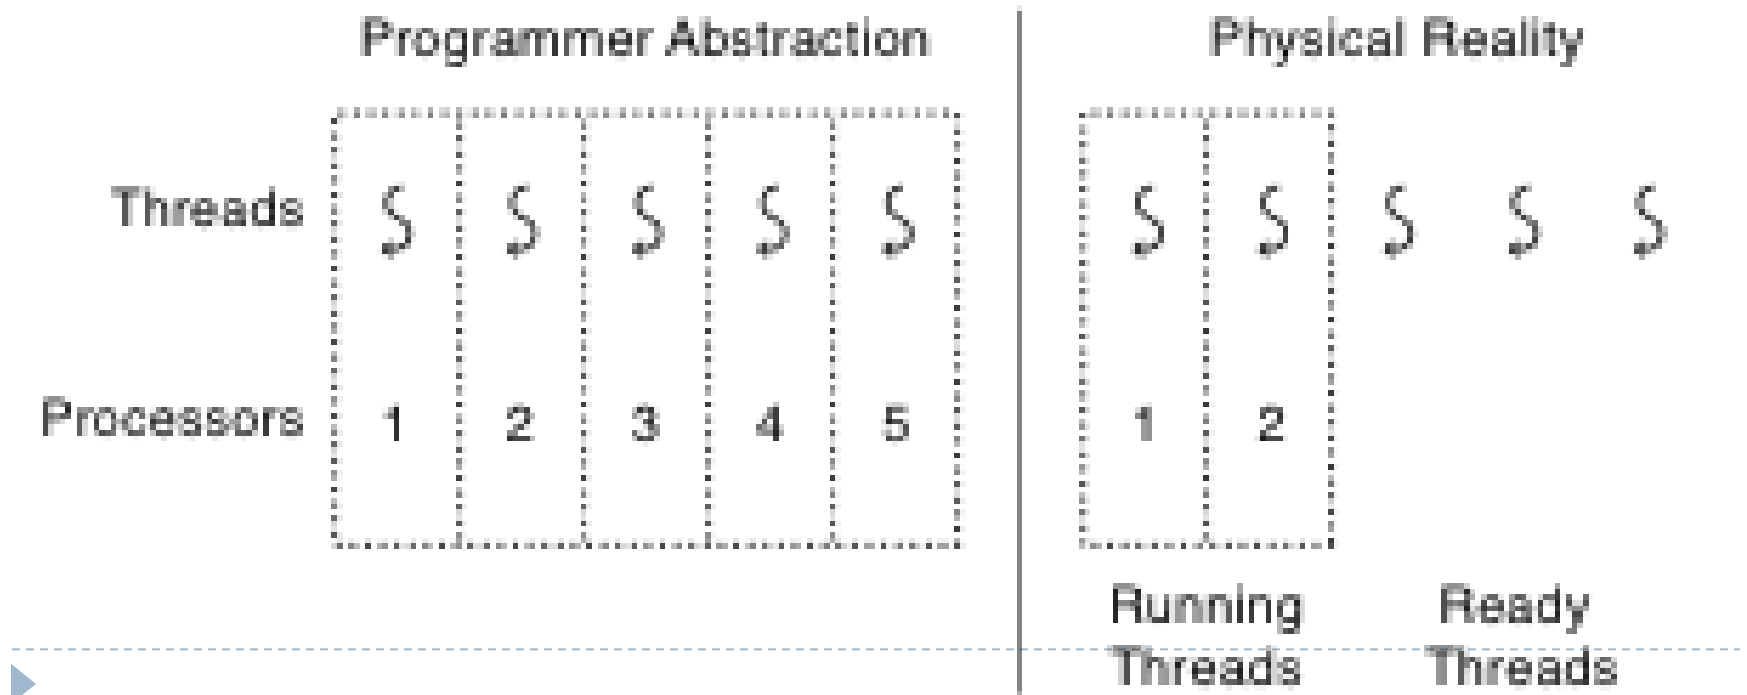 Programmer Abstraction
Physical Reality
Threads
Processors 1 2 3 4 5 1 2
Running Threads
Ready Threads